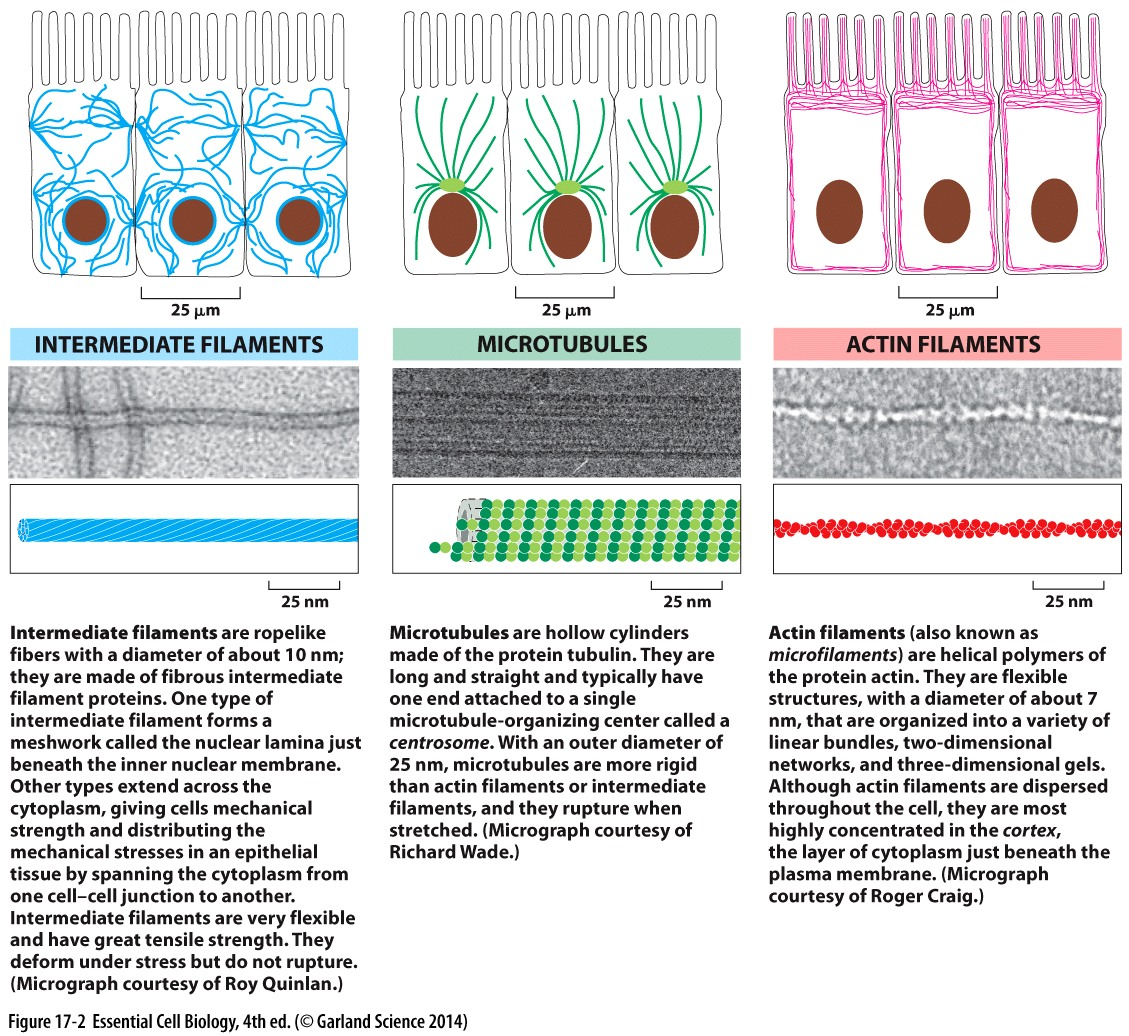 25 μm
25 μm
25 μm
INTERMEDIATE FILAMENTS
MICROTUBULES
ACTIN FILAMENTS
25 nm
25 nm
25 nm
Intermediate filaments are ropelike
fibers with a diameter of about 10 nm;
they are made of fibrous intermediate
filament proteins. One type of
intermediate filament forms a
meshwork called the nuclear lamina just
beneath the inner nuclear membrane.
Other types extend across the
cytoplasm, giving cells mechanical
strength and distributing the
mechanical stresses in an epithelial
tissue by spanning the cytoplasm from
one cell–cell junction to another.
Intermediate filaments are very flexible
and have great tensile strength. They
deform under stress but do not rupture.
(Micrograph courtesy of Roy Quinlan.)
Microtubules are hollow cylinders
made of the protein tubulin. They are
long and straight and typically have
one end attached to a single
microtubule-organizing center called a
centrosome. With an outer diameter of
25 nm, microtubules are more rigid
than actin filaments or intermediate
filaments, and they rupture when
stretched. (Micrograph courtesy of
Richard Wade.)
Actin filaments (also known as
microfilaments) are helical polymers of
the protein actin. They are flexible
structures, with a diameter of about 7
nm, that are organized into a variety of
linear bundles, two-dimensional
networks, and three-dimensional gels.
Although actin filaments are dispersed
throughout the cell, they are most
highly concentrated in the cortex,
the layer of cytoplasm just beneath the
plasma membrane. (Micrograph
courtesy of Roger Craig.)
Figure 17-2 Essential Cell Biology, 4th ed. (© Garland Science 2014)